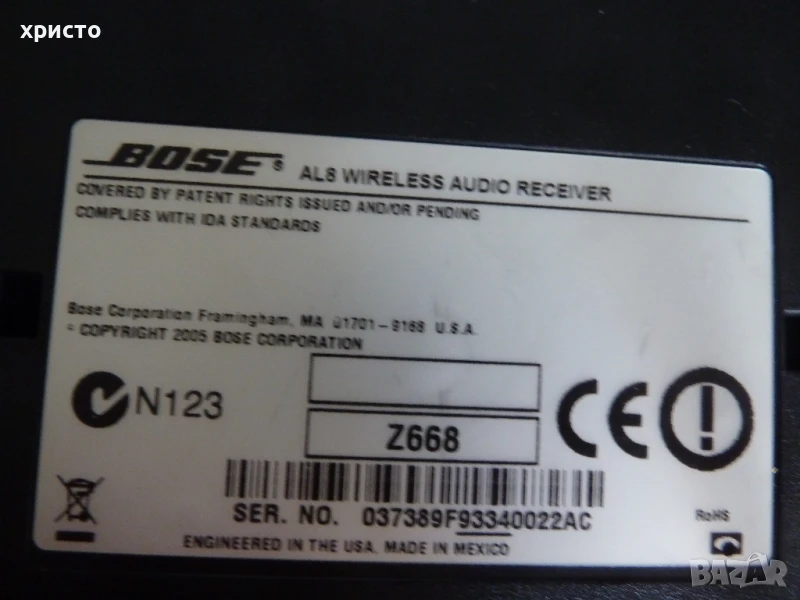 христо
BOSE® AL8 WIRELESS AUDIO RECEIVER
COVERED BY PATENT RIGHTS ISSUED AND/OR PENDING
COMPLIES WITH IDA STANDARDS
Bose Corporation Framingham, MA 01701-9168 U.S.A.
© COPYRIGHT 2005 BOSE CORPORATION
N123
Z668
CE
SER. NO. 037389F93340022AC
RoHS
ENGINEERED IN THE USA, MADE IN MEXICO
BAZAR